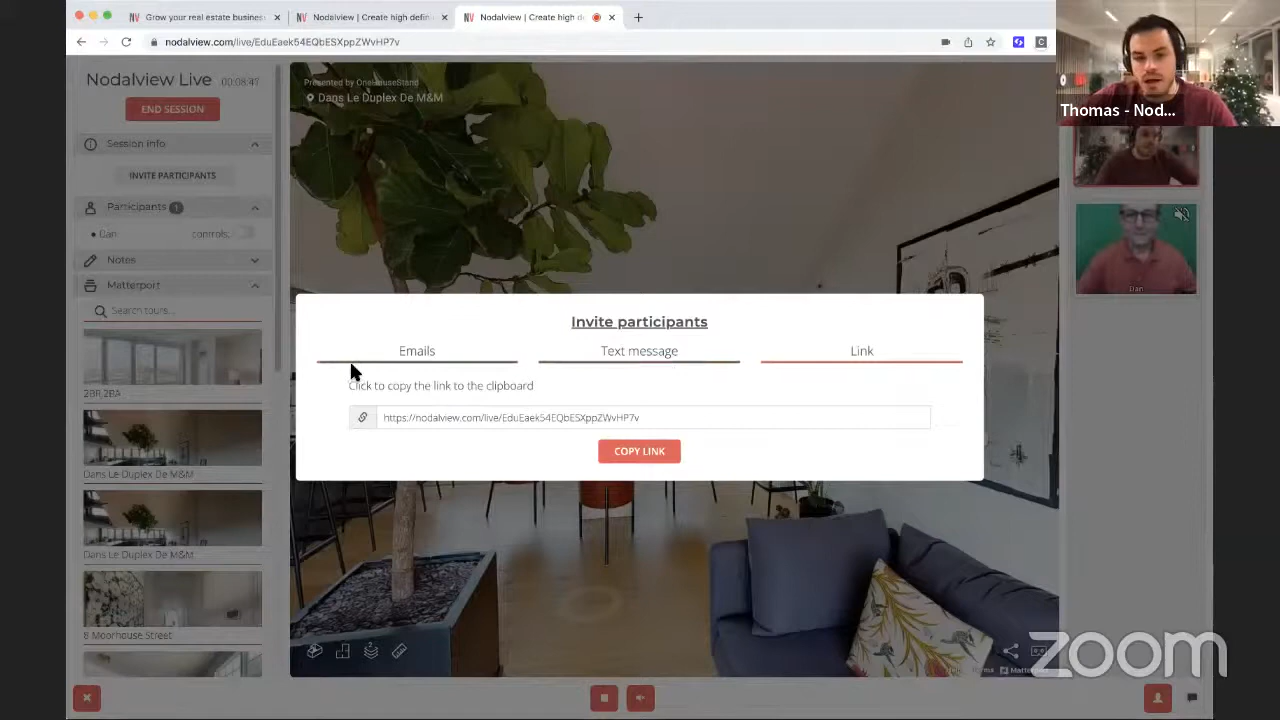 Grow your real estate busines
Nodalview | Create high defin
Nodalview | Create high de
nodalview.com/live/EduEaek54EQbESXppZWvHP7v
Thomas - Nod...
Nodalview Live
00:08:47
END SESSION
Session info
INVITE PARTICIPANTS
Participants 1
Dan
controls:
Notes
Matterport
Search tours...
2BR,2BA
Dans Le Duplex De M&M
Dans Le Duplex De M&M
8 Moorhouse Street
Presented by OneHouseStand
Dans Le Duplex De M&M
Dan
Invite participants
Emails
Text message
Link
Click to copy the link to the clipboard
https://nodalview.com/live/EduEaek54EQbESXppZWvHP7v
COPY LINK
zoom